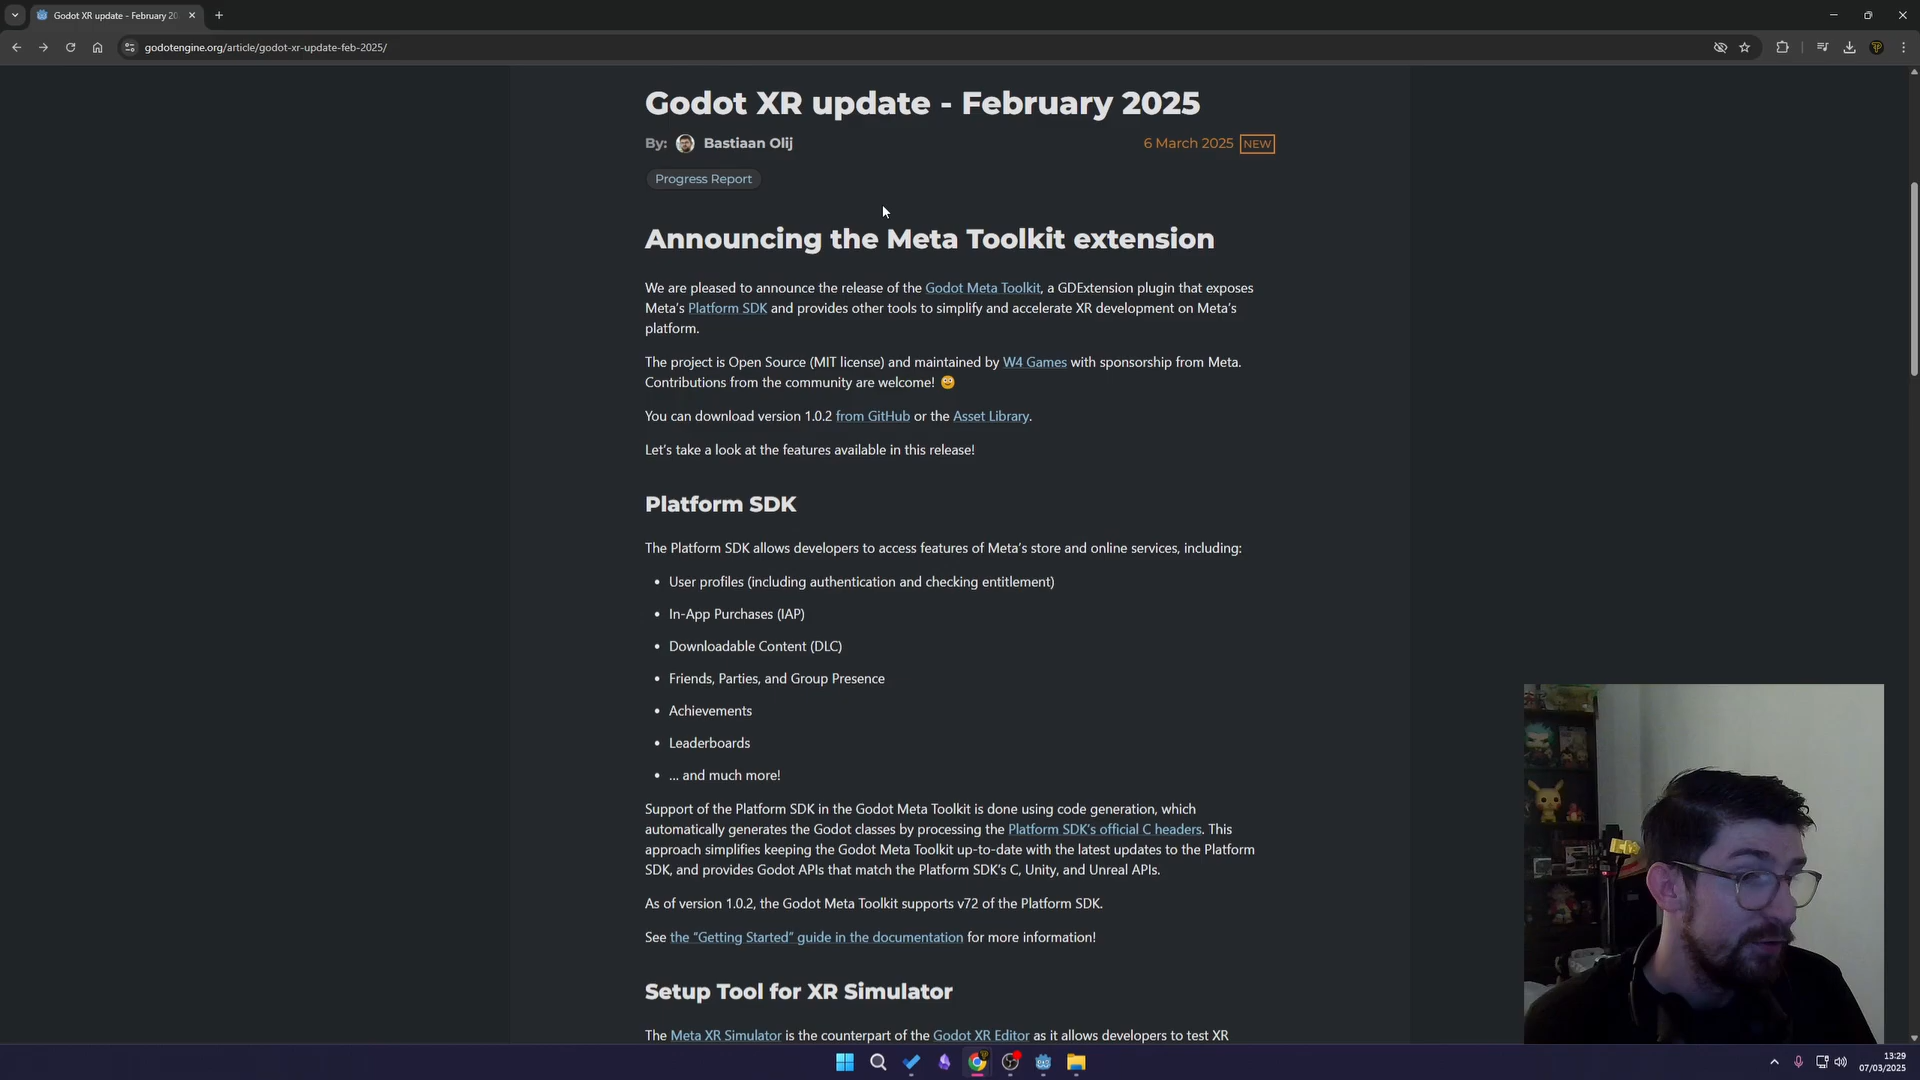 Godot XR update - February 20
godotengine.org/article/godot-xr-update-feb-2025/
Godot XR update - February 2025
By: Bastiaan Olij
6 March 2025 NEW
Progress Report
Announcing the Meta Toolkit extension
We are pleased to announce the release of the Godot Meta Toolkit, a GDExtension plugin that exposes
Meta's Platform SDK and provides other tools to simplify and accelerate XR development on Meta's
platform.
The project is Open Source (MIT license) and maintained by W4 Games with sponsorship from Meta.
Contributions from the community are welcome! 😳
You can download version 1.0.2 from GitHub or the Asset Library.
Let's take a look at the features available in this release!
Platform SDK
The Platform SDK allows developers to access features of Meta's store and online services, including:
• User profiles (including authentication and checking entitlement)
• In-App Purchases (IAP)
• Downloadable Content (DLC)
• Friends, Parties, and Group Presence
• Achievements
• Leaderboards
• … and much more!
Support of the Platform SDK in the Godot Meta Toolkit is done using code generation, which
automatically generates the Godot classes by processing the Platform SDK's official C headers. This
approach simplifies keeping the Godot Meta Toolkit up-to-date with the latest updates to the Platform
SDK, and provides Godot APIs that match the Platform SDK's C, Unity, and Unreal APIs.
As of version 1.0.2, the Godot Meta Toolkit supports v72 of the Platform SDK.
See the "Getting Started" guide in the documentation for more information!
Setup Tool for XR Simulator
The Meta XR Simulator is the counterpart of the Godot XR Editor as it allows developers to test XR
13:29
07/03/2025